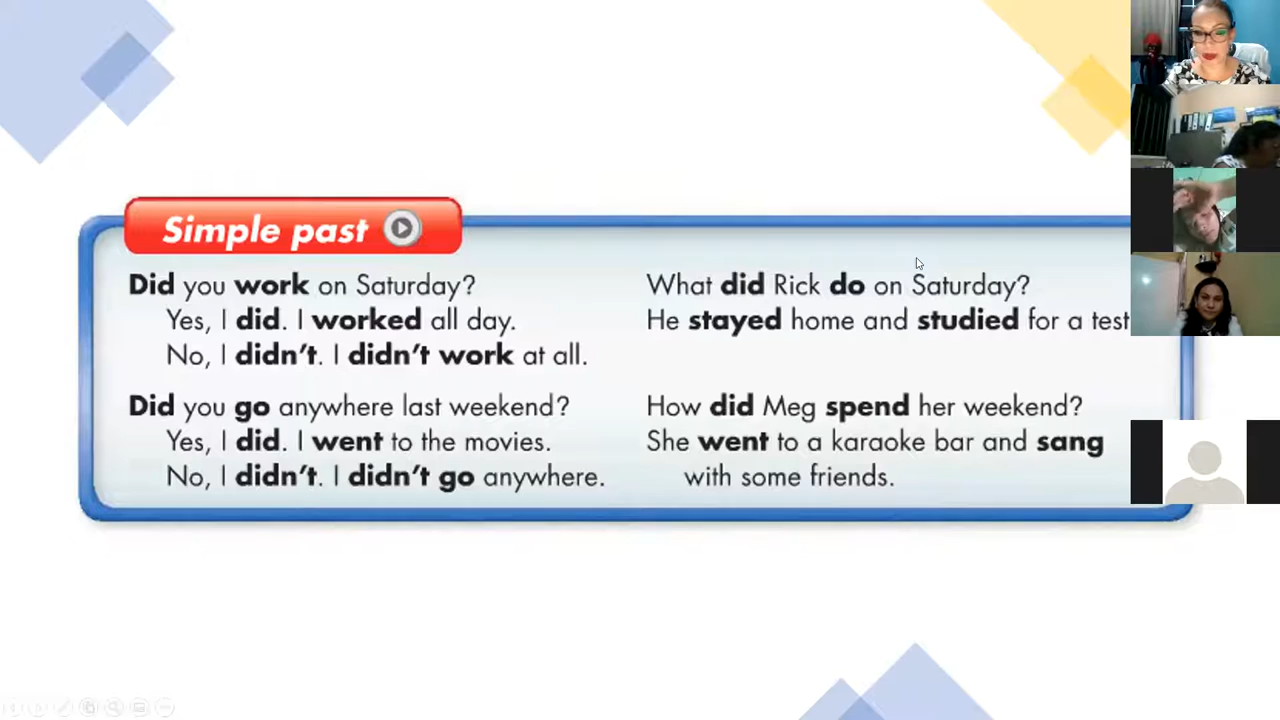 Simple past
Did you work on Saturday?
Yes, I did. I worked all day.
No, I didn't. I didn't work at all.
Did you go anywhere last weekend?
Yes, I did. I went to the movies.
No, I didn't. I didn't go anywhere.
What did Rick do on Saturday?
He stayed home and studied for a test
How did Meg spend her weekend?
She went to a karaoke bar and sang
with some friends.